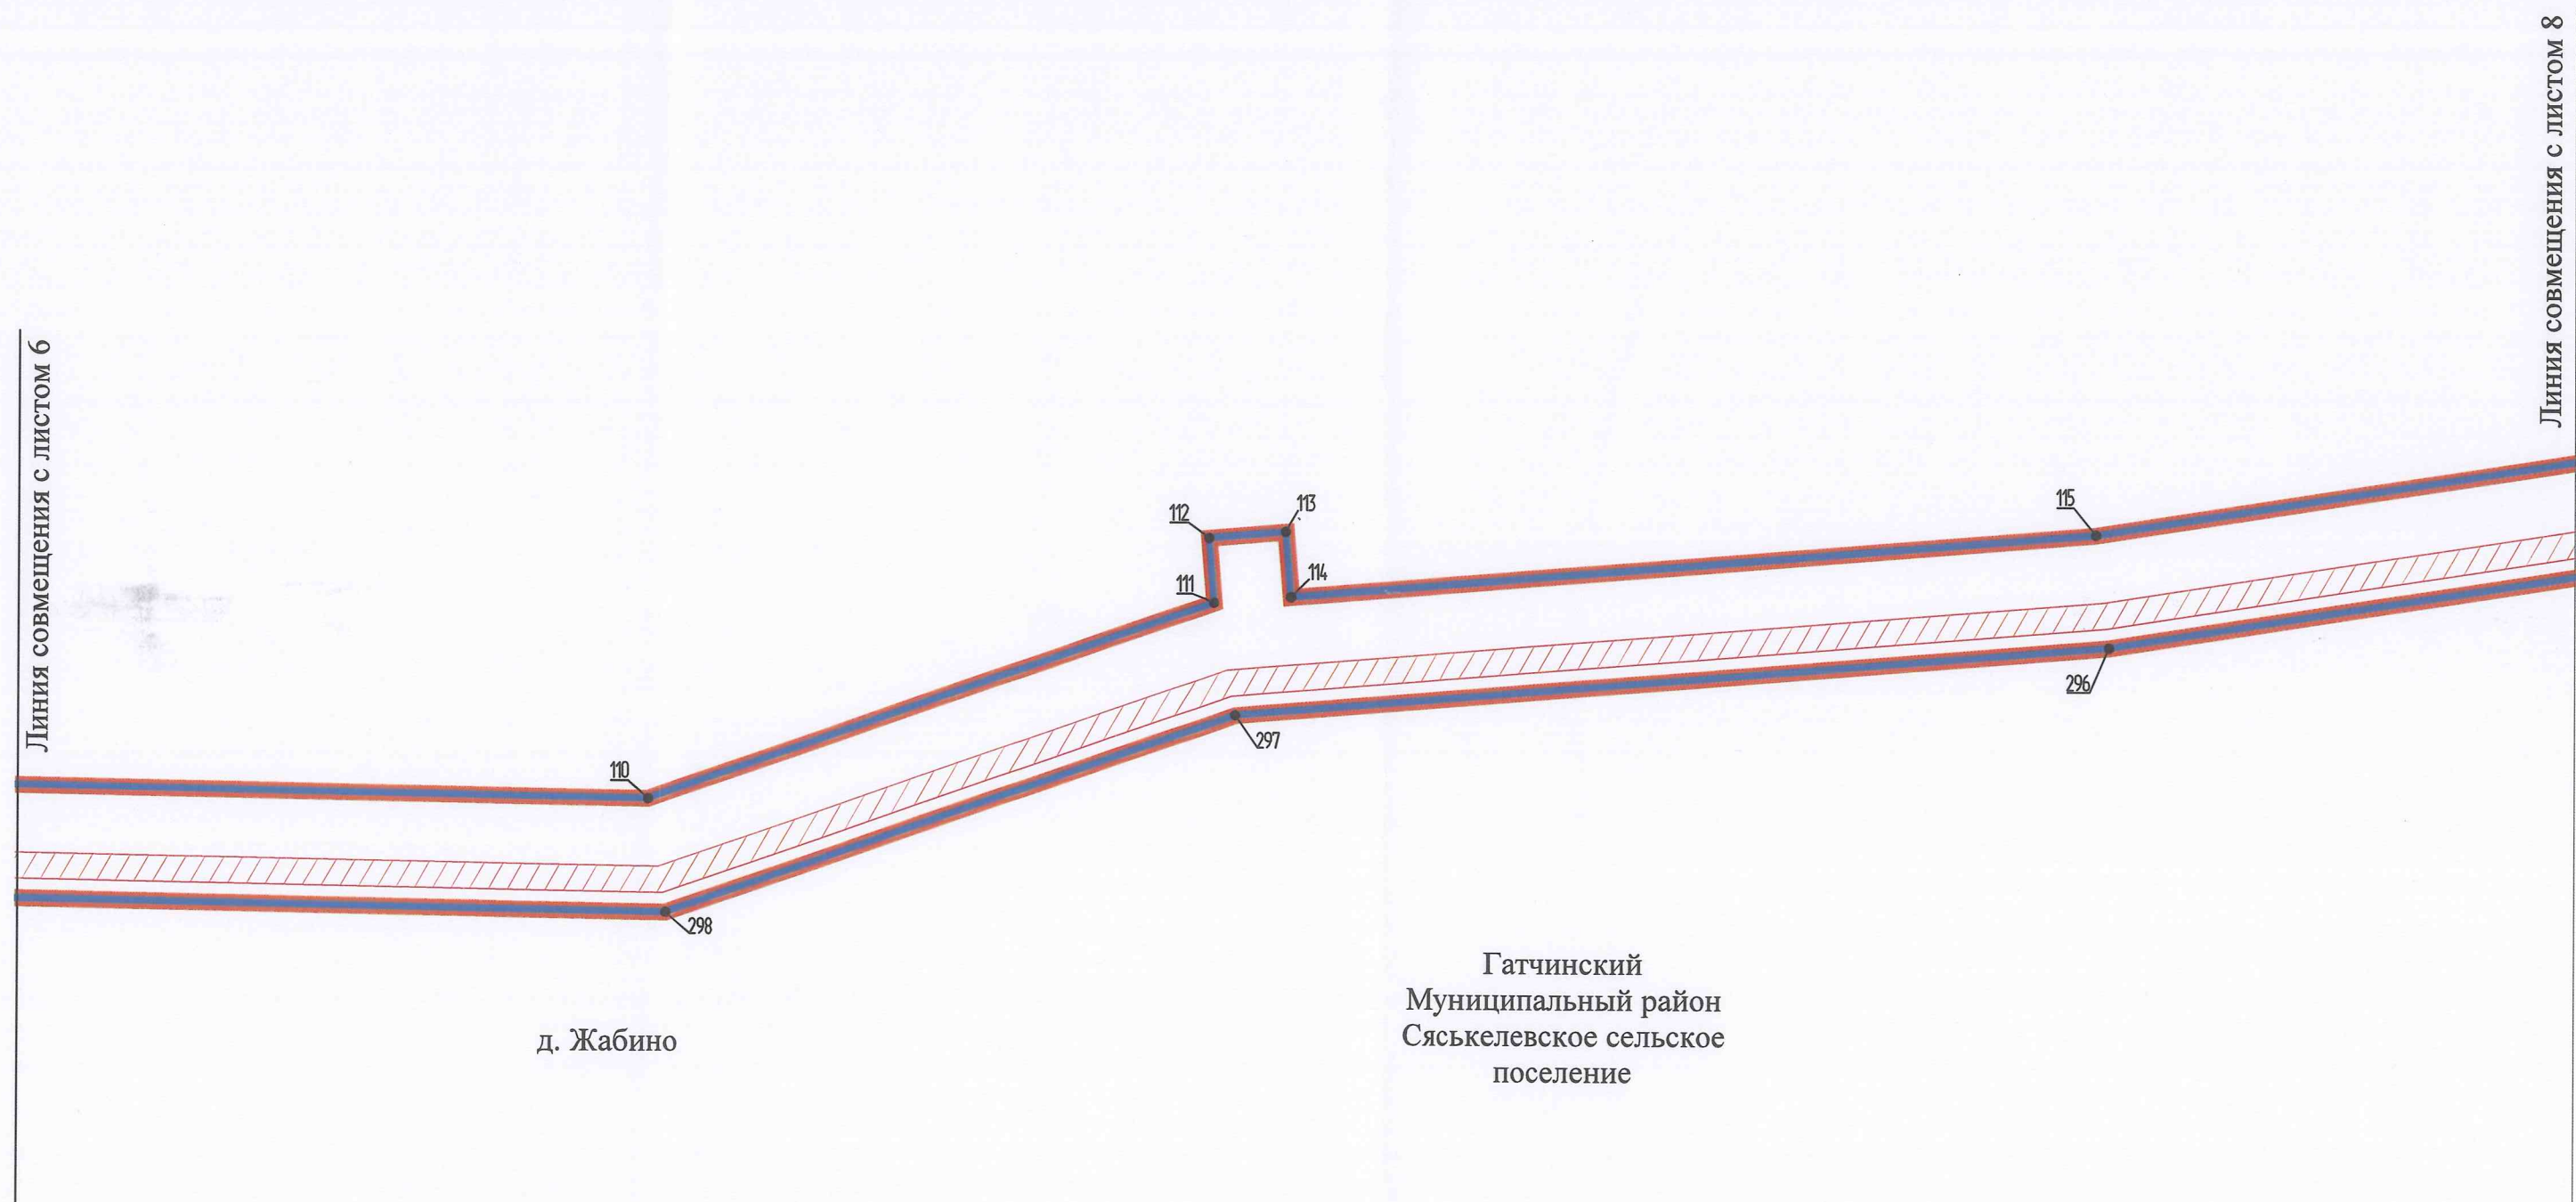 Линия совмещения с листом 8
Линия совмещения с листом 6
112
113
115
111
114
296
297
110
298
Гатчинский
Муниципальный район
Сяськелевское сельское
поселение
д. Жабино